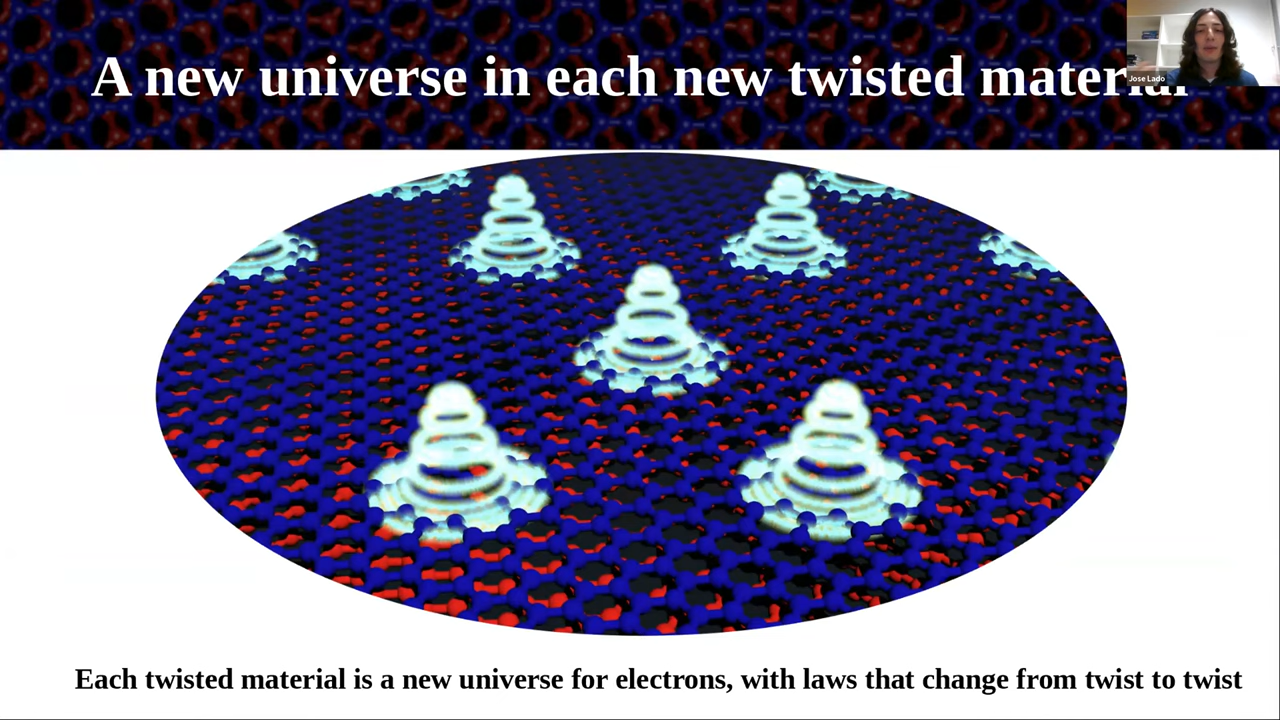 A new universe in each new twisted material
Jose Lado
Each twisted material is a new universe for electrons, with laws that change from twist to twist